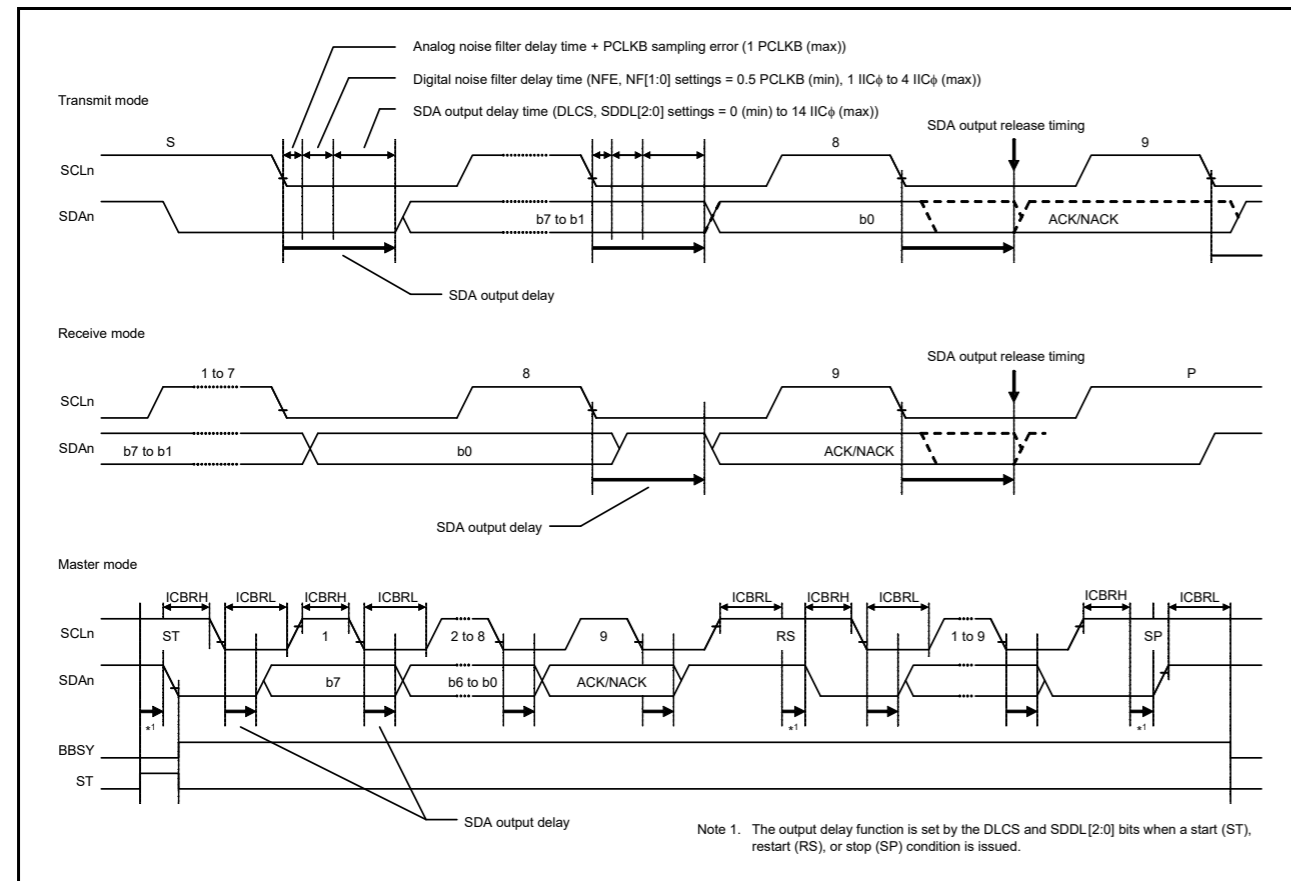 Analog noise filter delay time + PCLKB sampling error (1 PCLKB (max))
Digital noise filter delay time (NFE, NF[1:0] settings = 0.5 PCLKB (min), 1 IICϕ to 4 IICϕ (max))
Transmit mode
SDA output delay time (DLCS, SDDL[2:0] settings = 0 (min) to 14 IICϕ (max))
SDA output release timing
S 8 9
SCLn
SDAn b7 to b1 b0 ACK/NACK
SDA output delay
Receive mode
SDA output release timing
1 to 7 8 9 P
SCLn
SDAn b7 to b1 b0 ACK/NACK
SDA output delay
Master mode
ICBRH ICBRL ICBRH ICBRL ICBRL ICBRH ICBRL ICBRH ICBRL
SCLn ST 1 2 to 8 9 RS 1 to 9 SP
SDAn b7 b6 to b0 ACK/NACK
*1 *1 *1
BBSY
ST
SDA output delay
Note 1. The output delay function is set by the DLCS and SDDL[2:0] bits when a start (ST),
restart (RS), or stop (SP) condition is issued.